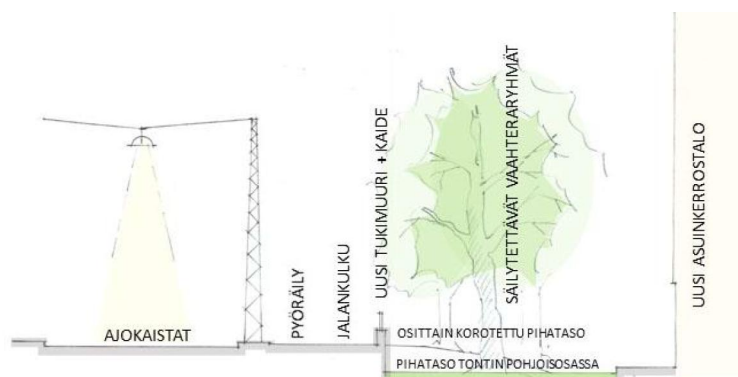 AJOKAISTAT
PYÖRÄILY
JALANKULKU
UUSI TUKIMUURI + KAIDE
SÄILYTETTÄVÄT VAAHTERARYHMÄT
OSITTAIN KOROTETTU PIHATASO
PIHATASO TONTIN POHJOISOSASSA
UUSI ASUINKERROSTALO